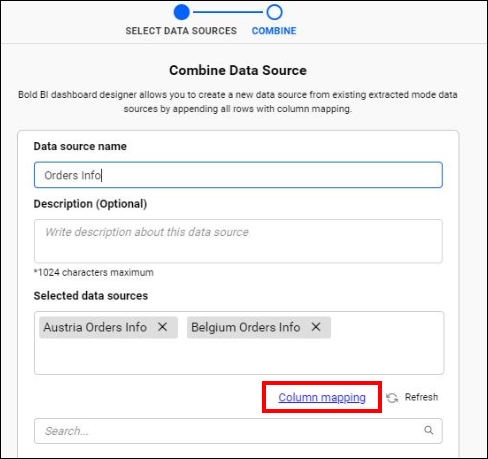 SELECT DATA SOURCES COMBINE
Combine Data Source
Bold BI dashboard designer allows you to create a new data source from existing extracted mode data
sources by appending all rows with column mapping.
Data source name
Orders Info
Description (Optional)
Write description about this data source
*1024 characters maximum
Selected data sources
Austria Orders Info Belgium Orders Info
Column mapping Refresh
Search...